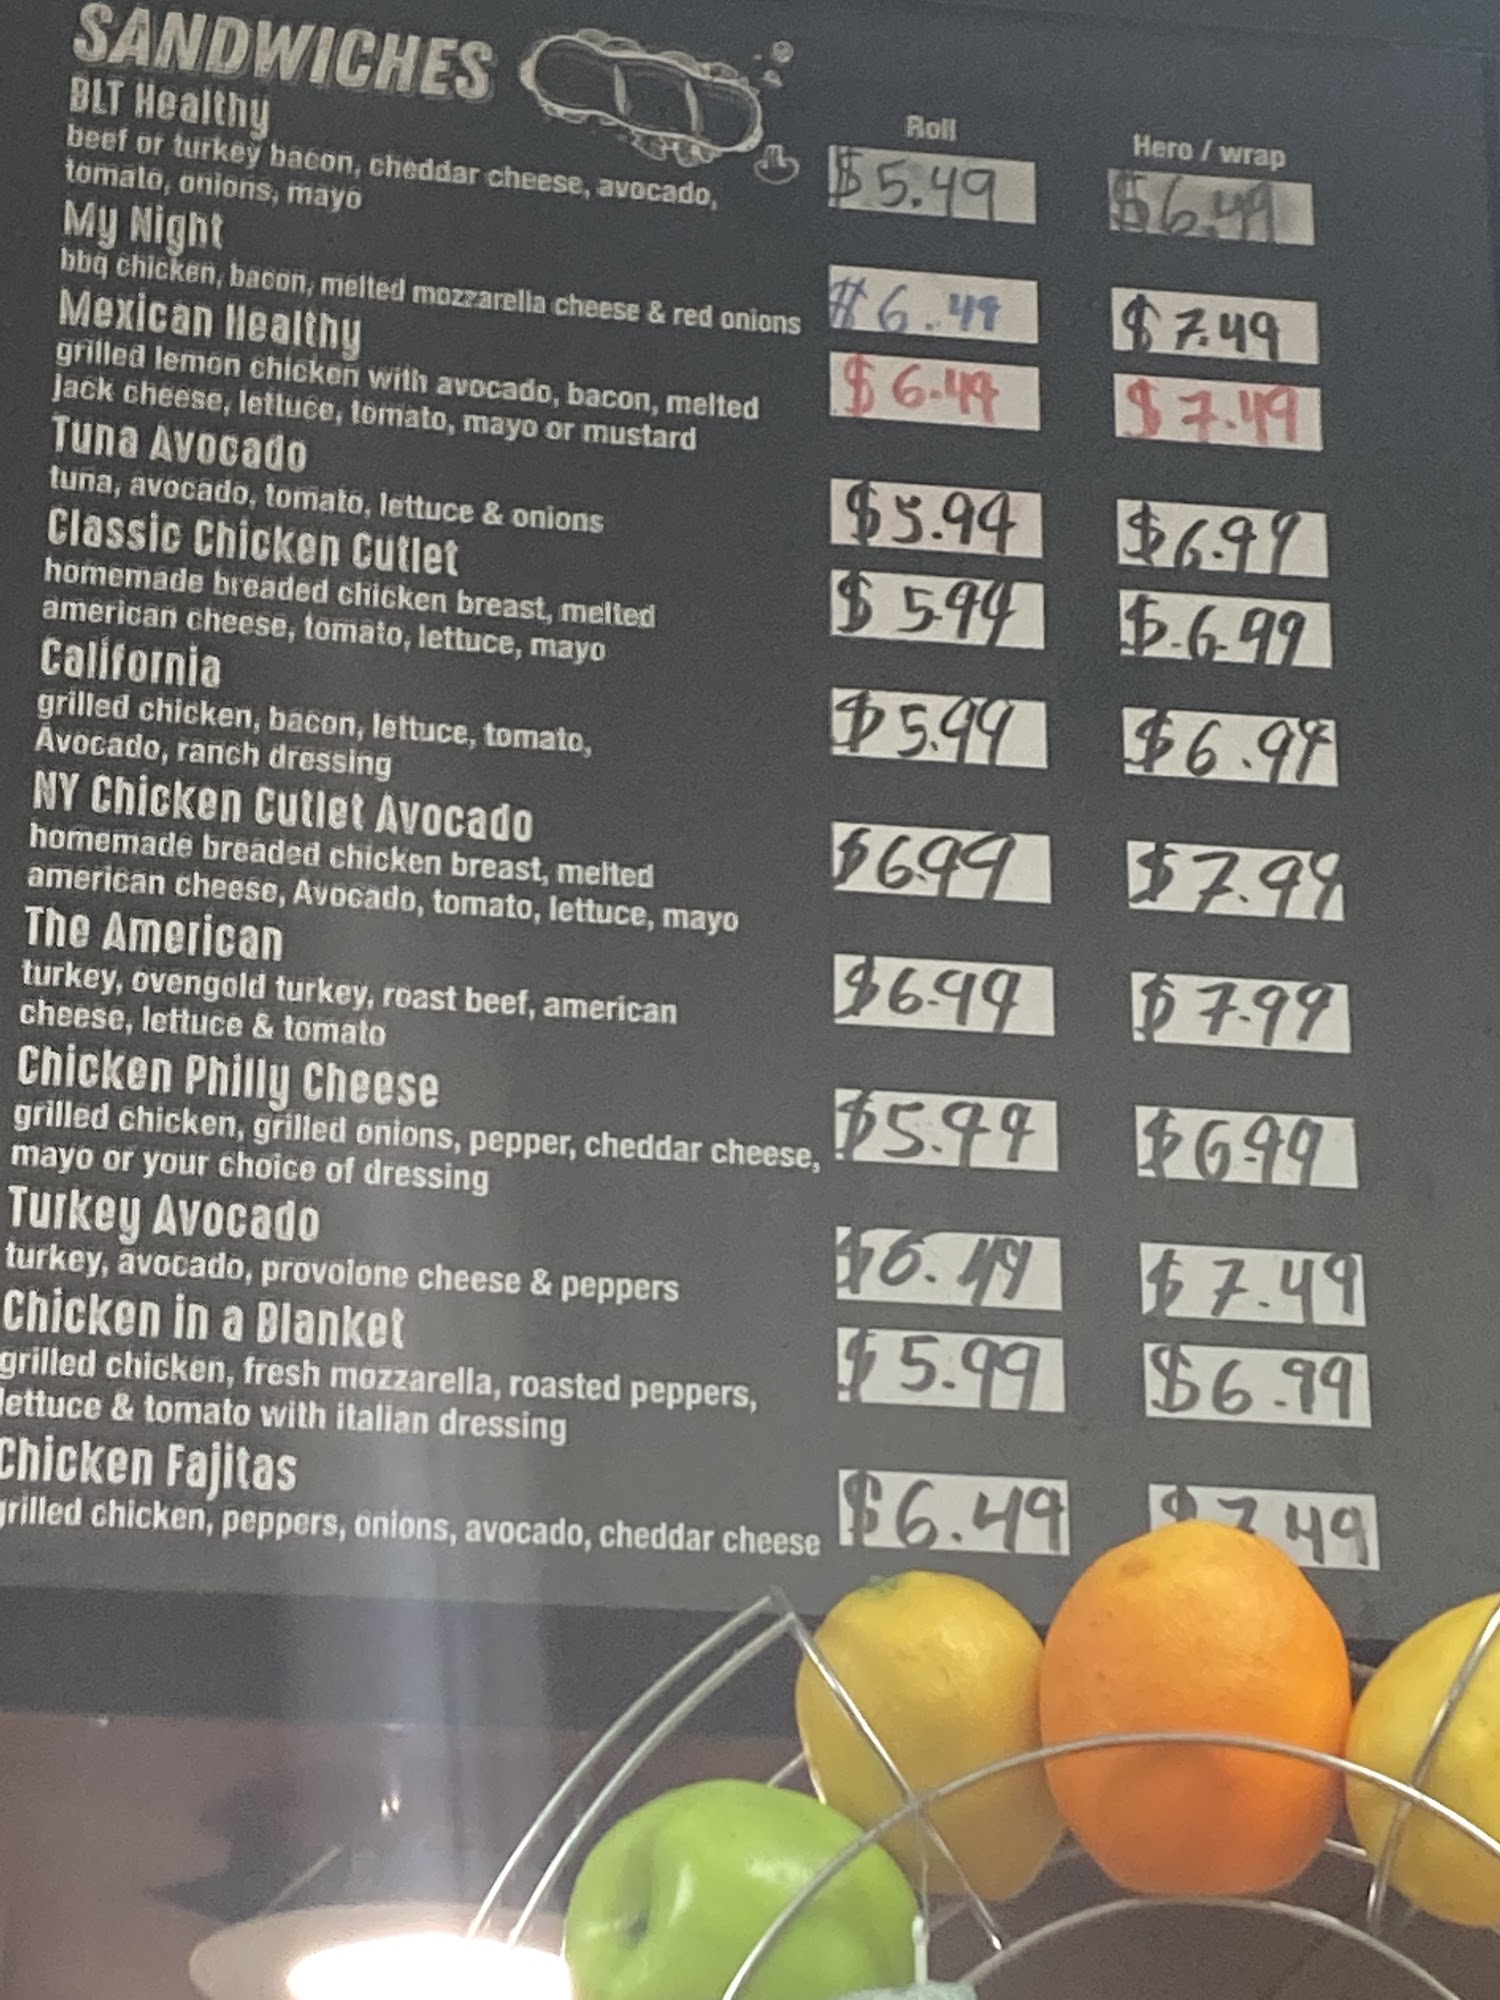 SANDWICHES
Roll Hero / wrap
BLT Healthy $5.49 $6.49
beef or turkey bacon, cheddar cheese, avocado,
tomato, onions, mayo
My Night
bbq chicken, bacon, melted mozzarella cheese & red onions $6.49 $7.49
Mexican Healthy
grilled lemon chicken with avocado, bacon, melted $6.49 $7.49
jack cheese, lettuce, tomato, mayo or mustard
Tuna Avocado
tuna, avocado, tomato, lettuce & onions $5.99 $6.99
Classic Chicken Cutlet
homemade breaded chicken breast, melted $5.99 $.6.99
american cheese, tomato, lettuce, mayo
California
grilled chicken, bacon, lettuce, tomato, $5.99 $6.99
Avocado, ranch dressing
NY Chicken Cutlet Avocado
homemade breaded chicken breast, melted $6.99 $7.99
american cheese, Avocado, tomato, lettuce, mayo
The American
turkey, ovengold turkey, roast beef, american $6.99 $7.99
cheese, lettuce & tomato
Chicken Philly Cheese
grilled chicken, grilled onions, pepper, cheddar cheese, $5.99 $6.99
mayo or your choice of dressing
Turkey Avocado
turkey, avocado, provolone cheese & peppers $6.49 $7.49
Chicken in a Blanket
grilled chicken, fresh mozzarella, roasted peppers, $5.99 $6.99
lettuce & tomato with italian dressing
Chicken Fajitas
grilled chicken, peppers, onions, avocado, cheddar cheese $6.49 $7.49